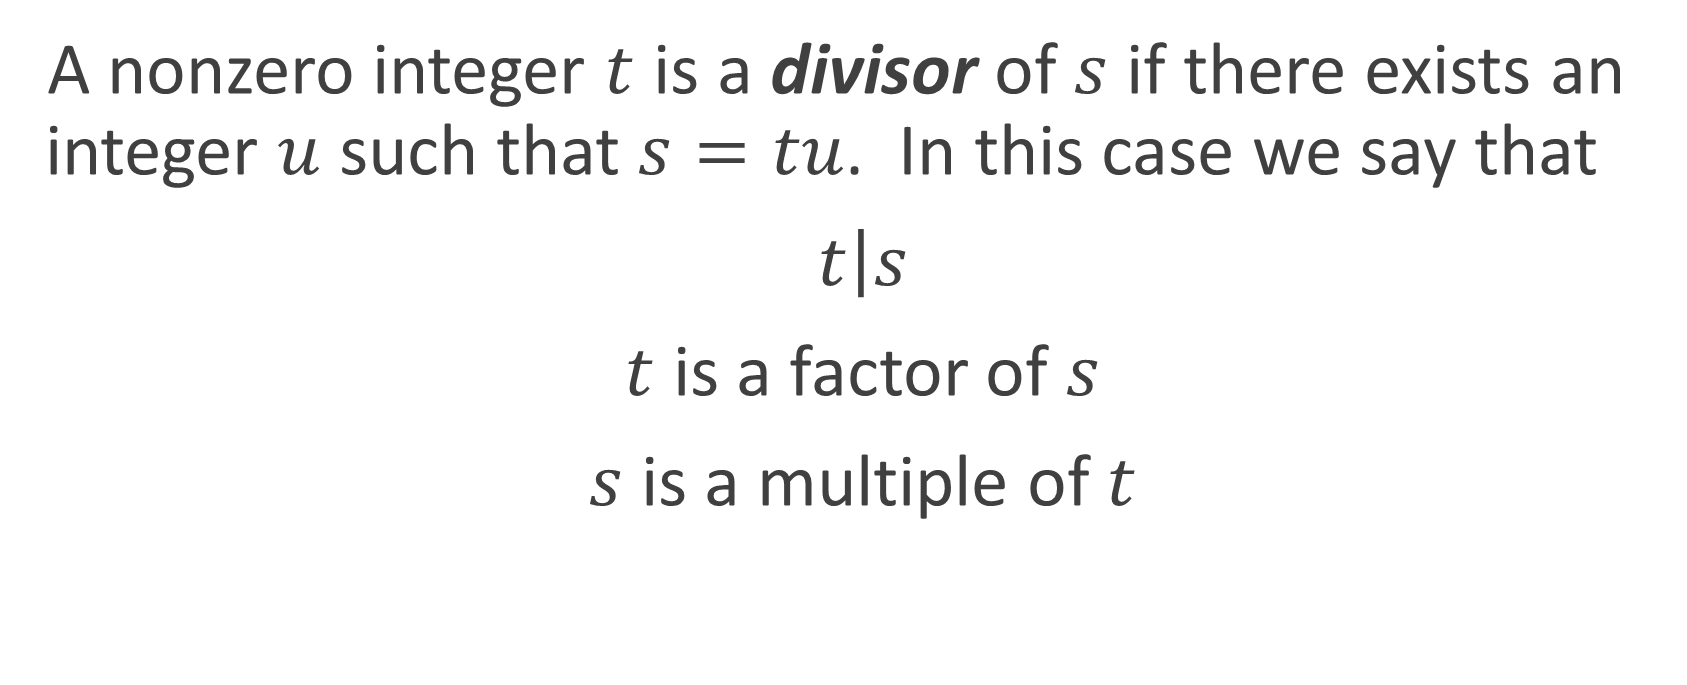 A nonzero integer t is a divisor of s if there exists an
integer u such that s = tu. In this case we say that
t|s
t is a factor of s
s is a multiple of t